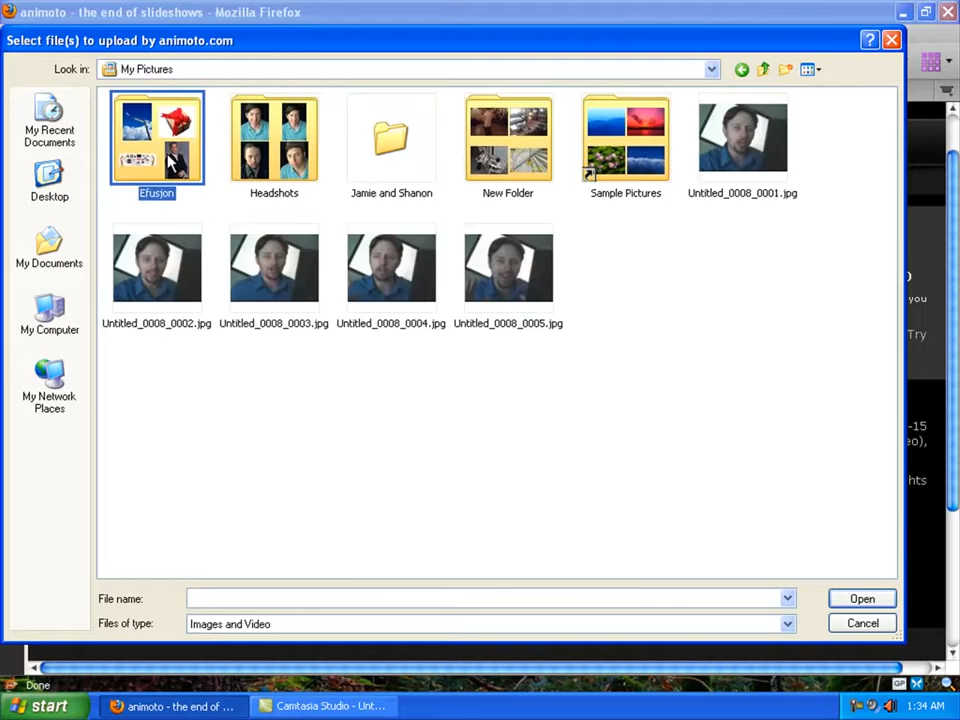 animoto - the end of slideshows - Mozilla Firefox
Select file(s) to upload by animoto.com
Look in: My Pictures
My Recent
Documents
Desktop
My Documents
My Computer
My Network
Places
Efusjon
Headshots
Jamie and Shanon
New Folder
Sample Pictures
Untitled_0008_0001.jpg
Untitled_0008_0002.jpg
Untitled_0008_0003.jpg
Untitled_0008_0004.jpg
Untitled_0008_0005.jpg
you
Try
-15
eo),
hts
File name:
Open
Files of type: Images and Video
Cancel
Done
GP
start
animoto - the end of ...
Camtasia Studio - Unt...
1:34 AM